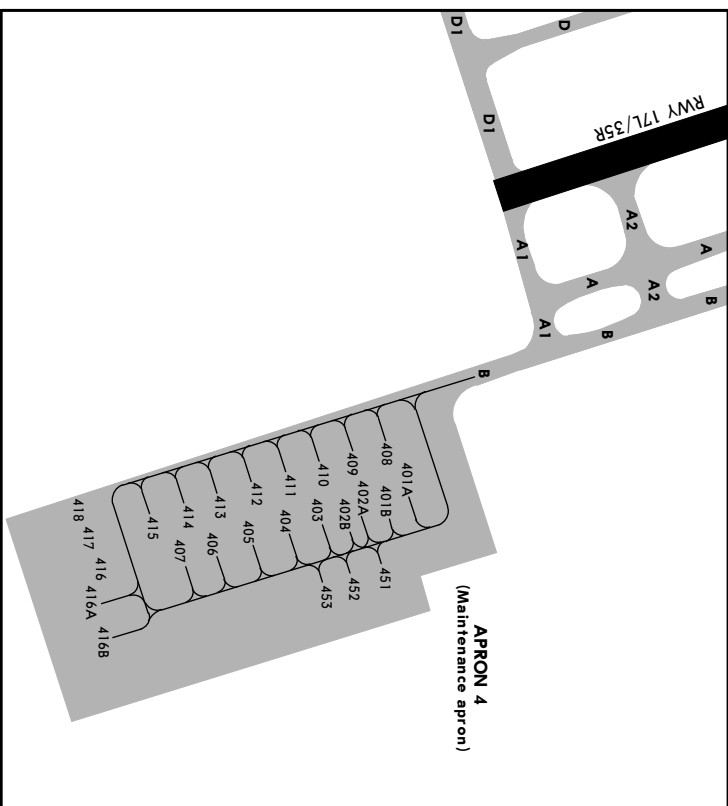 D1
D
D1
RWY 17L/35R
A2
A
A1
A
A2
B
A1
B
B
408
401A
409
402A
401B
410
403
402B
411
404
412
405
413
406
414
407
415
451
452
453
418
417
416
416A
416B
APRON 4
(Maintenance apron)